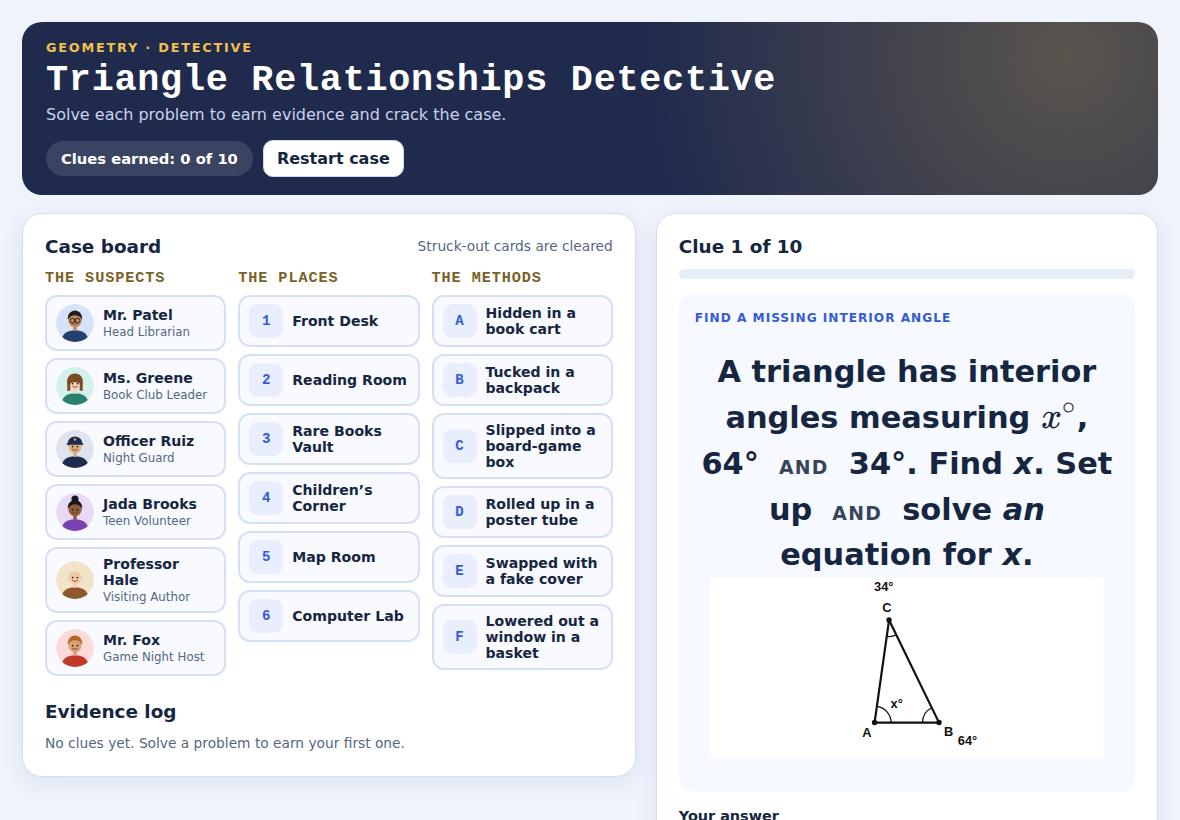 GEOMETRY · DETECTIVE
Triangle Relationships Detective
Solve each problem to earn evidence and crack the case.
Clues earned: 0 of 10
Restart case
Case board
Struck-out cards are cleared
THE SUSPECTS
Mr. Patel
Head Librarian
Ms. Greene
Book Club Leader
Officer Ruiz
Night Guard
Jada Brooks
Teen Volunteer
Professor
Hale
Visiting Author
Mr. Fox
Game Night Host
THE PLACES
1 Front Desk
2 Reading Room
3 Rare Books
Vault
4 Children’s
Corner
5 Map Room
6 Computer Lab
THE METHODS
A Hidden in a
book cart
B Tucked in a
backpack
C Slipped into a
board-game
box
D Rolled up in a
poster tube
E Swapped with
a fake cover
F Lowered out a
window in a
basket
Evidence log
No clues yet. Solve a problem to earn your first one.
Clue 1 of 10
FIND A MISSING INTERIOR ANGLE
A triangle has interior
angles measuring x°,
64° AND 34°. Find x. Set
up AND solve an
equation for x.
34°
C
x°
A
B
64°
Your answer